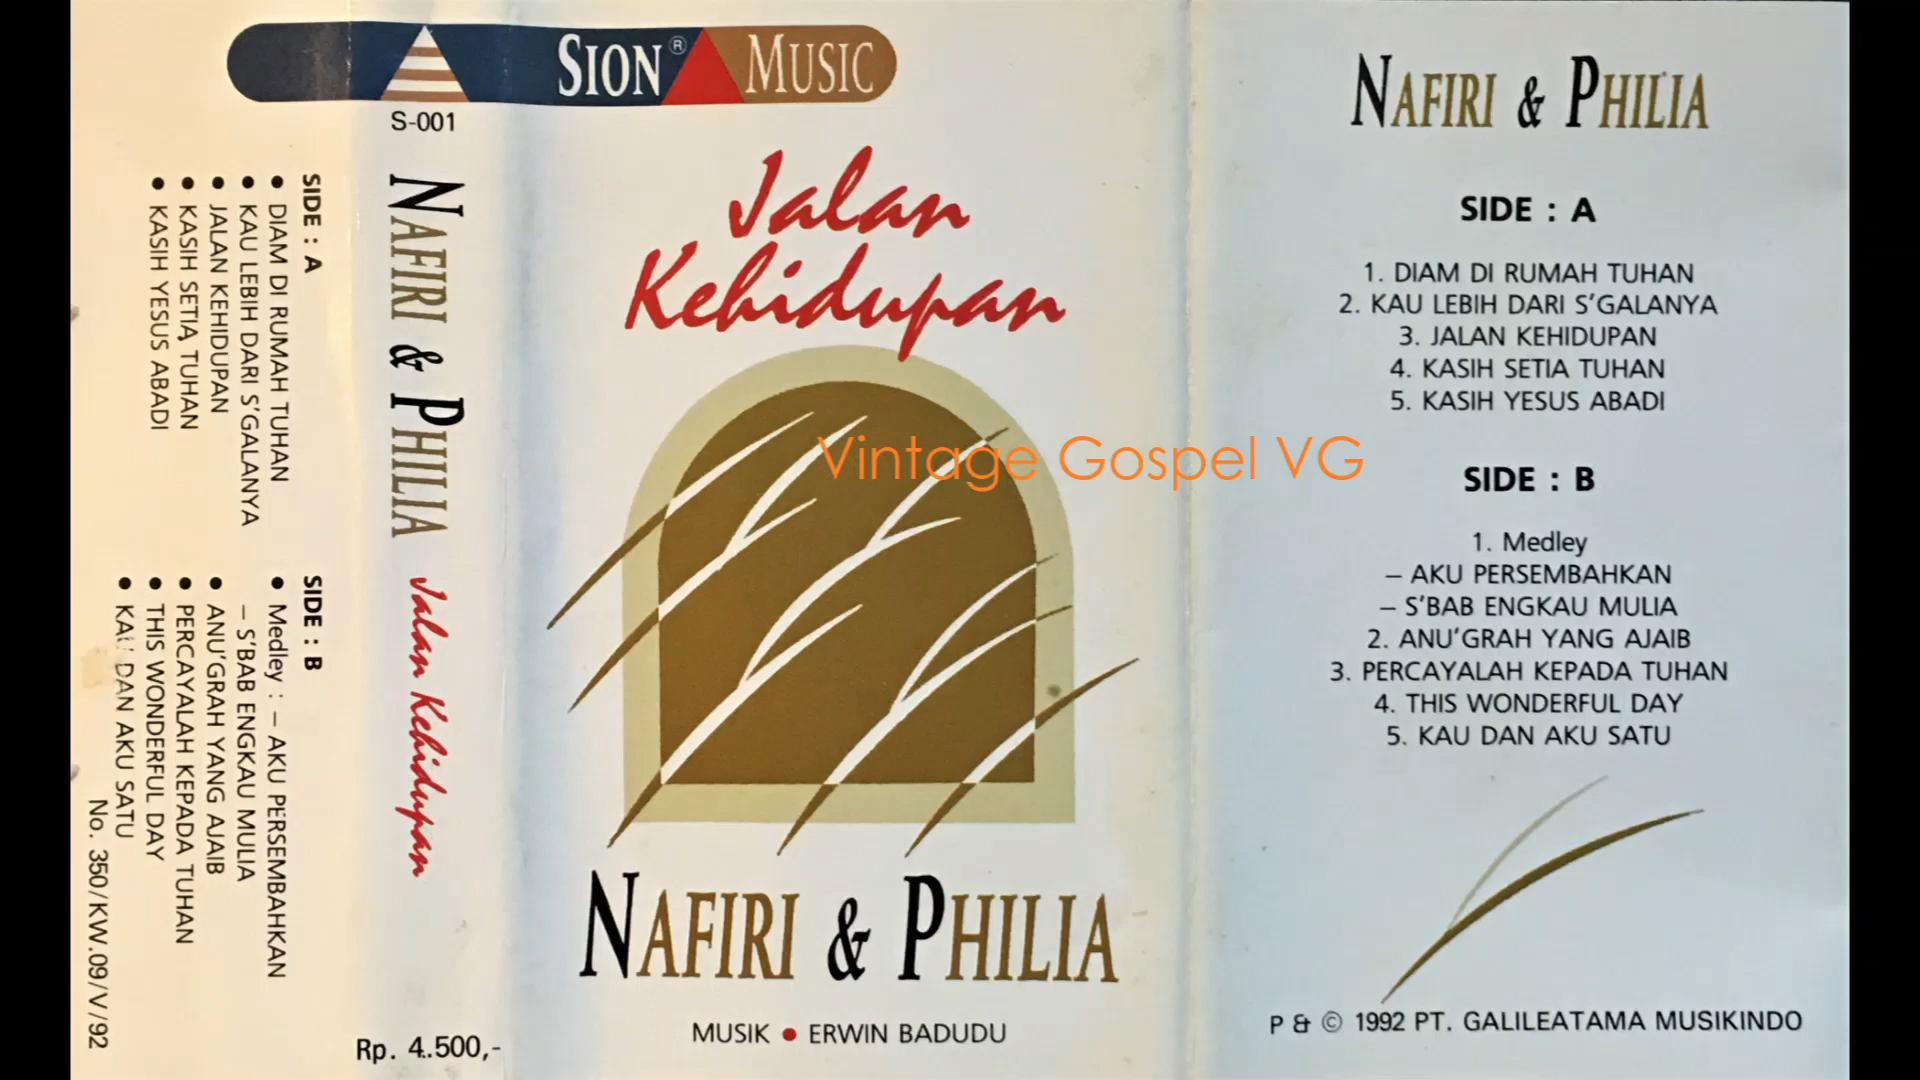 SIDE : A
● DIAM DI RUMAH TUHAN
● KAU LEBIH DARI S'GALANYA
● JALAN KEHIDUPAN
● KASIH SETIA TUHAN
● KASIH YESUS ABADI
SIDE : B
● Medley : – AKU PERSEMBAHKAN
– S'BAB ENGKAU MULIA
● ANU'GRAH YANG AJAIB
● PERCAYALAH KEPADA TUHAN
● THIS WONDERFUL DAY
● KAU DAN AKU SATU
No. 350/KW.09/V/92
S-001
NAFIRI & PHILIA Jalan Kehidupan
Rp. 4.500,-
SION® MUSIC
Jalan
Kehidupan
Vintage Gospel VG
NAFIRI & PHILIA
MUSIK ● ERWIN BADUDU
NAFIRI & PHILIA
SIDE : A
1. DIAM DI RUMAH TUHAN
2. KAU LEBIH DARI S'GALANYA
3. JALAN KEHIDUPAN
4. KASIH SETIA TUHAN
5. KASIH YESUS ABADI
SIDE : B
1. Medley
– AKU PERSEMBAHKAN
– S'BAB ENGKAU MULIA
2. ANU'GRAH YANG AJAIB
3. PERCAYALAH KEPADA TUHAN
4. THIS WONDERFUL DAY
5. KAU DAN AKU SATU
P & © 1992 PT. GALILEATAMA MUSIKINDO